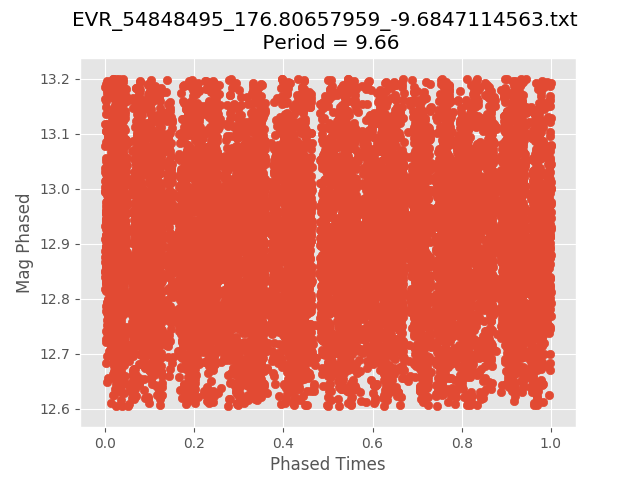 EVR_54848495_176.80657959_-9.6847114563.txt
Period = 9.66
13.2
13.1
13.0
12.9
12.8
12.7
12.6
Mag Phased
0.0 0.2 0.4 0.6 0.8 1.0
Phased Times